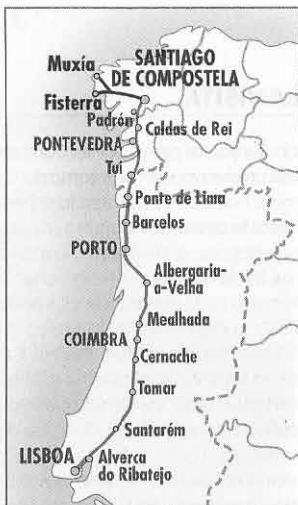 Muxía
SANTIAGO
DE COMPOSTELA
Fisterra
Padrón
Caldas de Rei
PONTEVEDRA
Tui
Ponte de Lima
Barcelos
PORTO
Albergaria-
a-Velha
Mealhada
COIMBRA
Cernache
Tomar
Santarém
LISBOA
Alverca
do Ribatejo